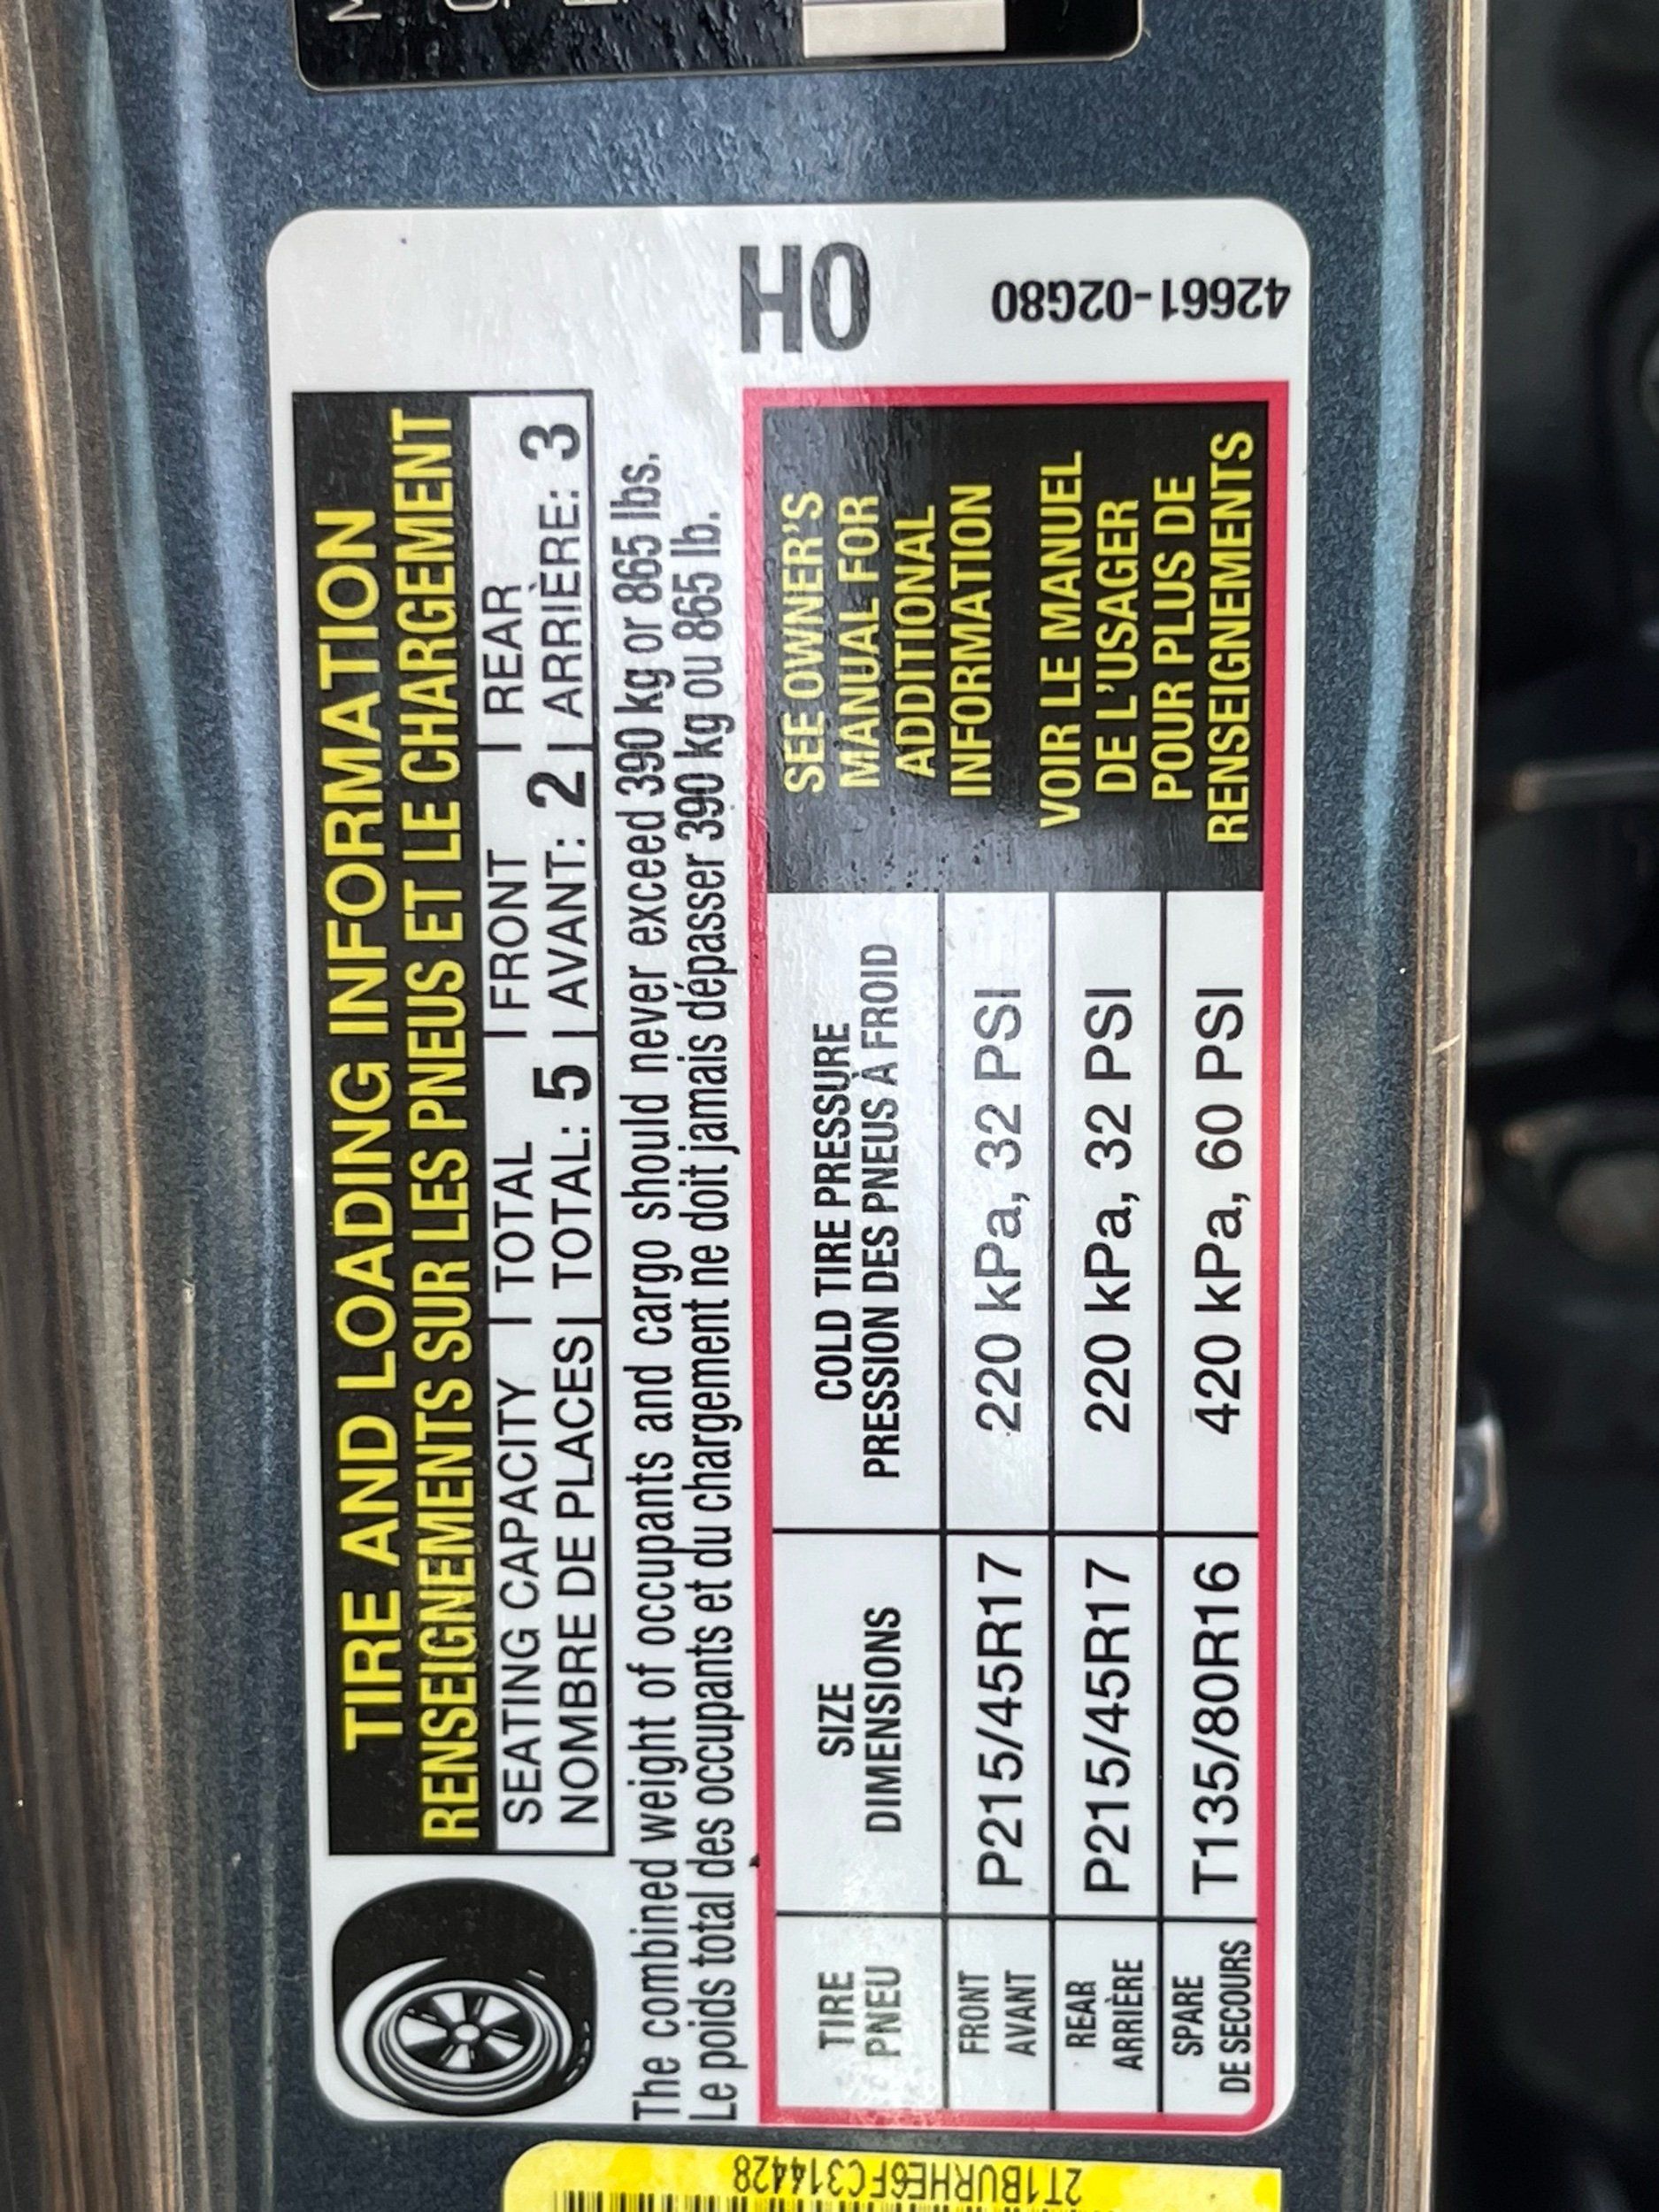 TIRE AND LOADING INFORMATION
RENSEIGNEMENTS SUR LES PNEUS ET LE CHARGEMENT
SEATING CAPACITY | TOTAL | FRONT | REAR
NOMBRE DE PLACES | TOTAL: 5 | AVANT: 2 | ARRIÈRE: 3
The combined weight of occupants and cargo should never exceed 390 kg or 865 lbs.
Le poids total des occupants et du chargement ne doit jamais dépasser 390 kg ou 865 lb.
TIRE
PNEU
SIZE
DIMENSIONS
COLD TIRE PRESSURE
PRESSION DES PNEUS À FROID
FRONT
AVANT
P215/45R17
220 kPa, 32 PSI
REAR
ARRIÈRE
P215/45R17
220 kPa, 32 PSI
SPARE
DE SECOURS
T135/80R16
420 kPa, 60 PSI
SEE OWNER'S
MANUAL FOR
ADDITIONAL
INFORMATION
VOIR LE MANUEL
DE L'USAGER
POUR PLUS DE
RENSEIGNEMENTS
0H
42661-02G80
2T1BURHE6FC314428